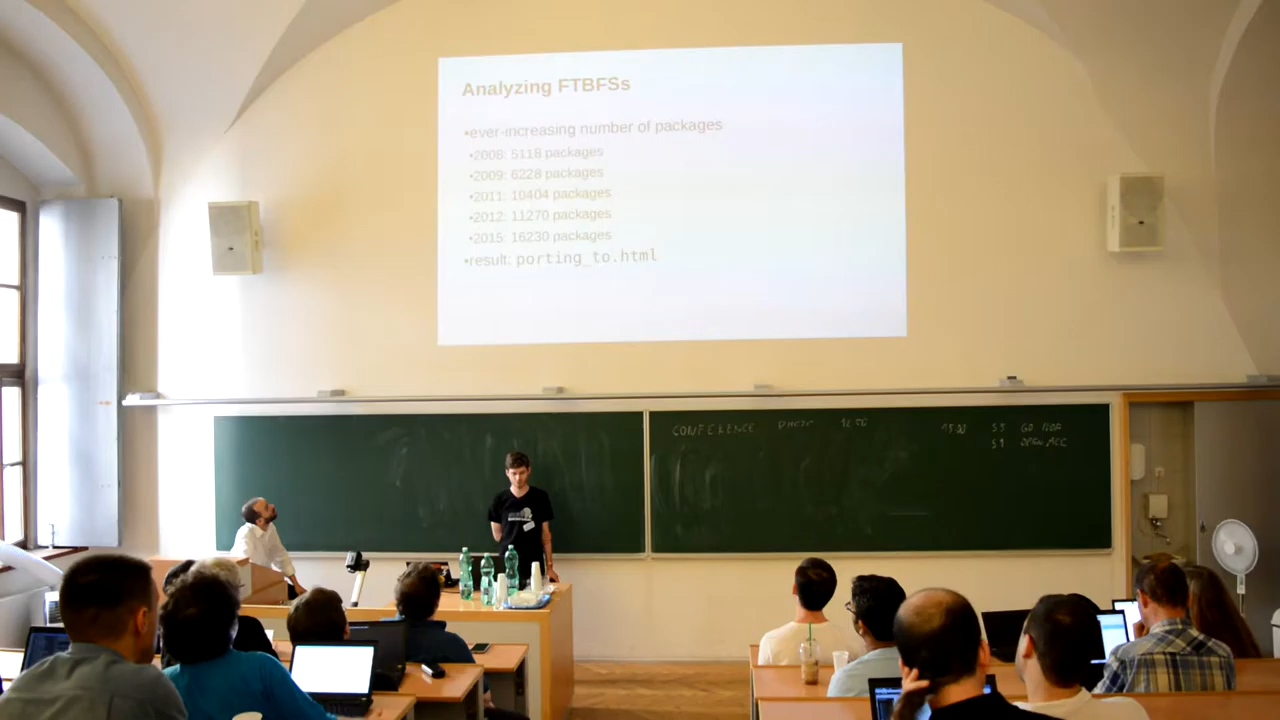 Analyzing FTBFSs
•ever-increasing number of packages
•2008: 5118 packages
•2009: 6228 packages
•2011: 10404 packages
•2012: 11270 packages
•2015: 16230 packages
•result: porting_to.html
CONFERENCE